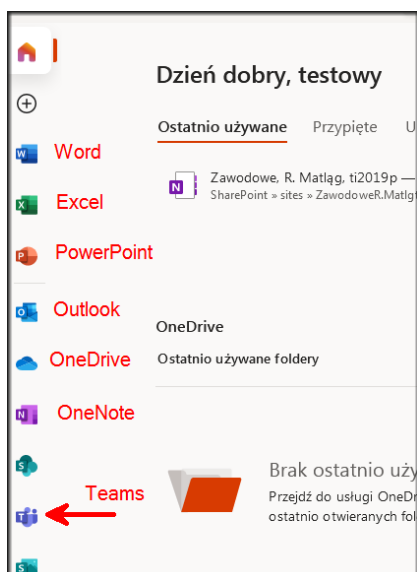 Dzień dobry, testowy
Ostatnio używane Przypięte U
Word
Zawodowe, R. Matląg, ti2019p —
SharePoint » sites » ZawodoweR.Matlgt
Excel
PowerPoint
Outlook
OneDrive
OneDrive
Ostatnio używane foldery
OneNote
Brak ostatnio uży
Teams
Przejdź do usługi OneDr
ostatnio otwieranych fol